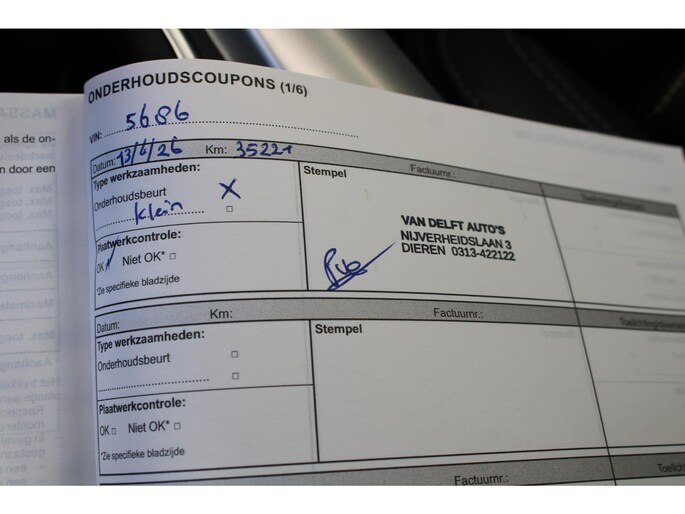 ONDERHOUDSCOUPONS (1/6)
VIN: 5686
Datum: 13/4/26 Km: 35221 Factuurnr.:
Type werkzaamheden:
Onderhoudsbeurt X
Klein □
Plaatwerkcontrole:
OK ✓ Niet OK* □
*Zie specifieke bladzijde
Stempel
VAN DELFT AUTO'S
NIJVERHEIDSLAAN 3
DIEREN 0313-422122
Datum: Km: Factuurnr.:
Type werkzaamheden:
Onderhoudsbeurt □
□
Plaatwerkcontrole:
OK □ Niet OK* □
*Zie specifieke bladzijde
Stempel
Factuurnr.:
als de on-
n door een